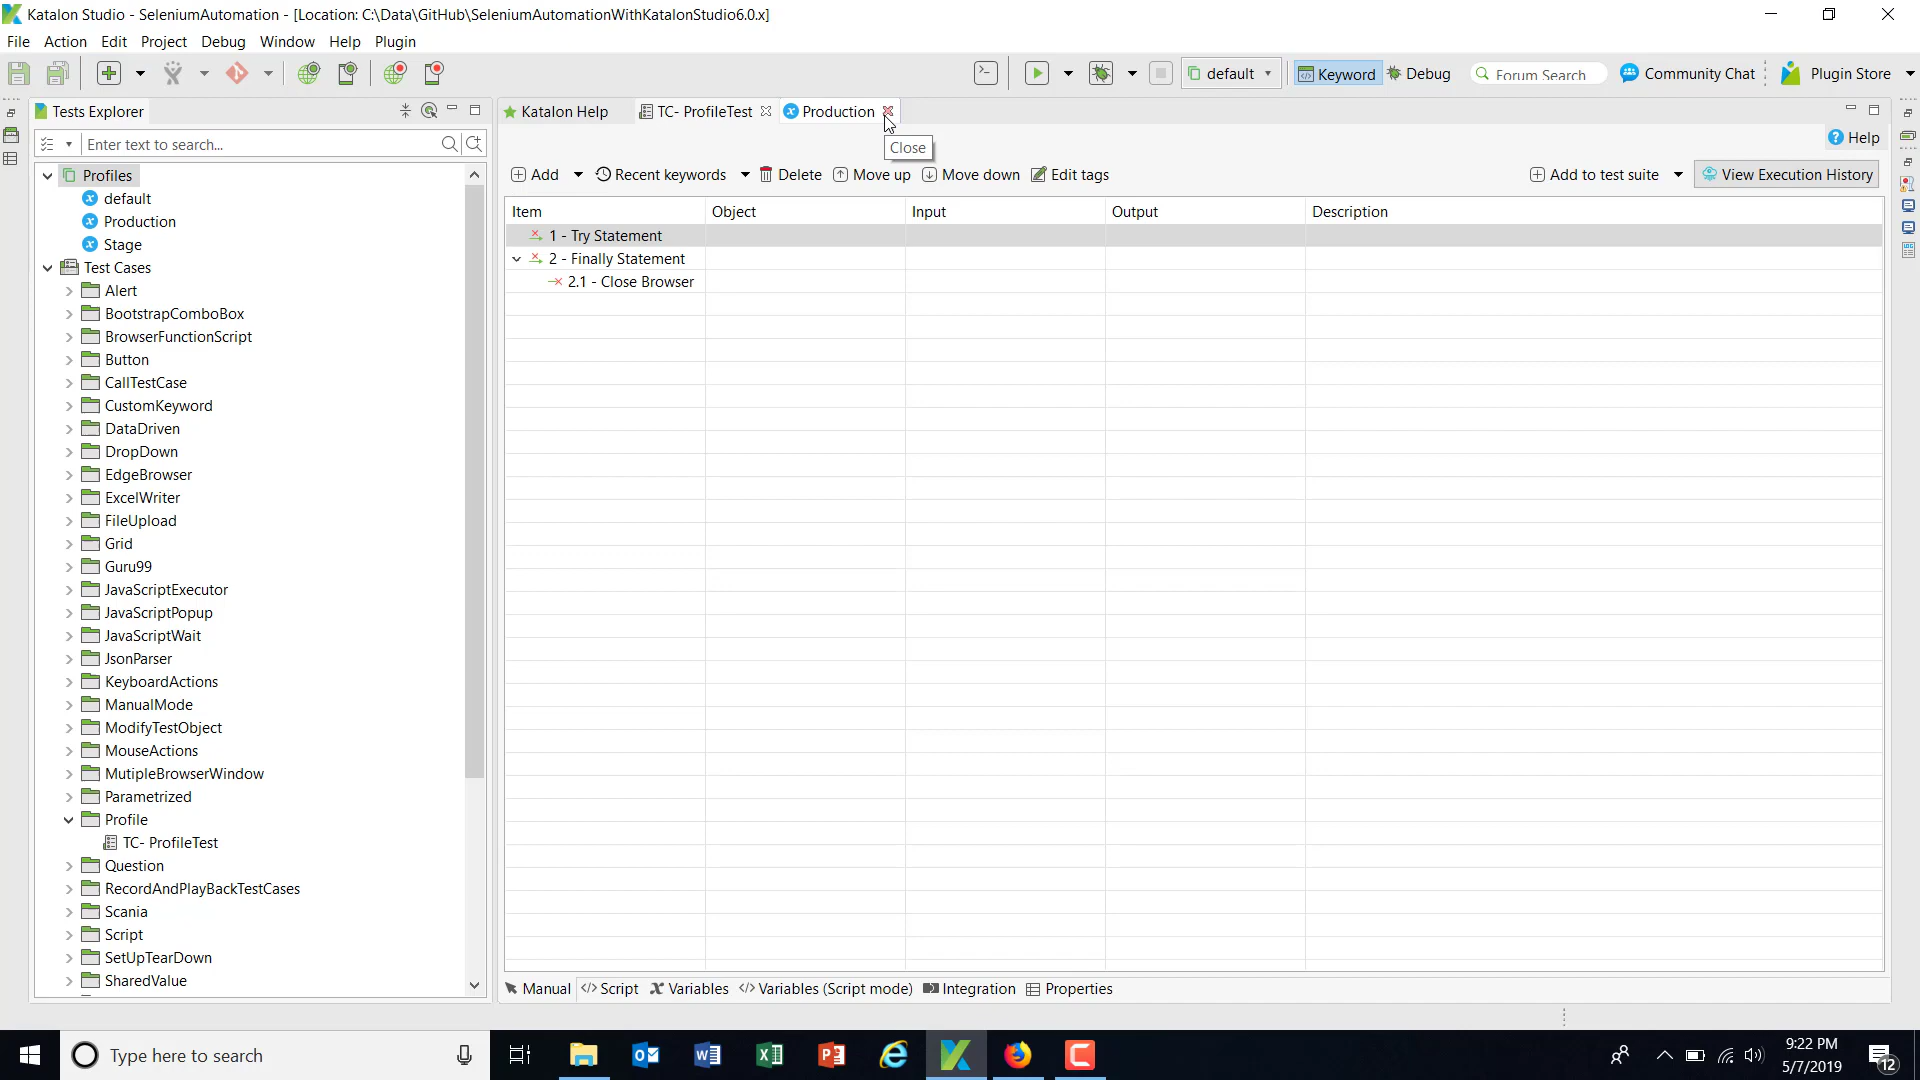 Katalon Studio - SeleniumAutomation - [Location: C:\Data\GitHub\SeleniumAutomationWithKatalonStudio6.0.x]
File Action Edit Project Debug Window Help Plugin
default Keyword Debug Forum Search Community Chat Plugin Store
Tests Explorer
Katalon Help TC- ProfileTest Production
Close
Help
Enter text to search...
Add Recent keywords Delete Move up Move down Edit tags Add to test suite View Execution History
Item Object Input Output Description
1 - Try Statement
2 - Finally Statement
2.1 - Close Browser
Profiles
default
Production
Stage
Test Cases
Alert
BootstrapComboBox
BrowserFunctionScript
Button
CallTestCase
CustomKeyword
DataDriven
DropDown
EdgeBrowser
ExcelWriter
FileUpload
Grid
Guru99
JavaScriptExecutor
JavaScriptPopup
JavaScriptWait
JsonParser
KeyboardActions
ManualMode
ModifyTestObject
MouseActions
MutipleBrowserWindow
Parametrized
Profile
TC- ProfileTest
Question
RecordAndPlayBackTestCases
Scania
Script
SetUpTearDown
SharedValue
Manual Script Variables Variables (Script mode) Integration Properties
Type here to search
9:22 PM
5/7/2019
12